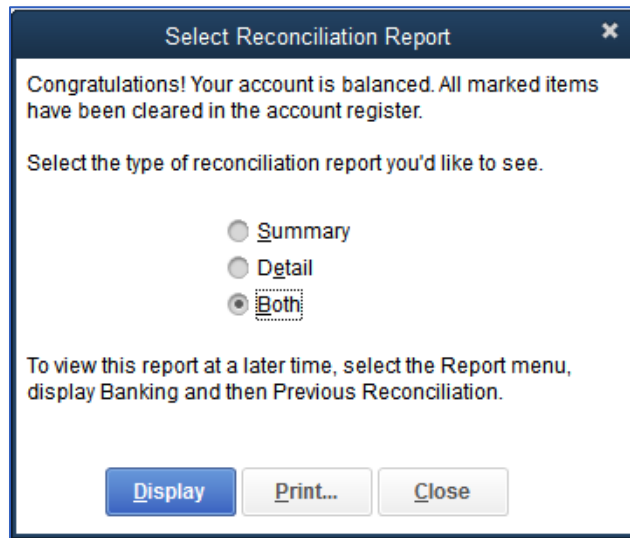 Select Reconciliation Report
Congratulations! Your account is balanced. All marked items
have been cleared in the account register.
Select the type of reconciliation report you'd like to see.
Summary
Detail
Both
To view this report at a later time, select the Report menu,
display Banking and then Previous Reconciliation.
Display Print... Close